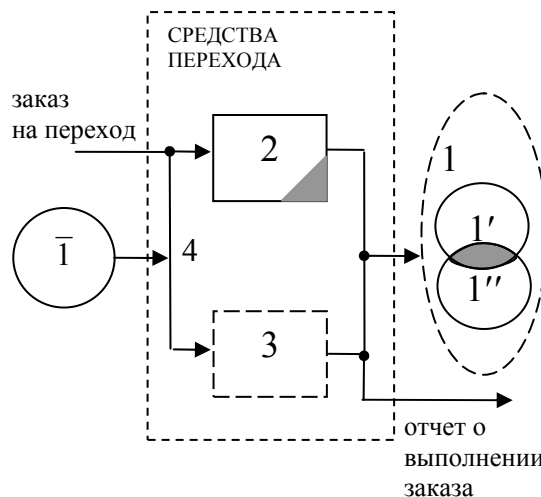 СРЕДСТВА
ПЕРЕХОДА
заказ
на переход
2
1
1′
1̅
4
1′′
3
отчет о
выполнении
заказа